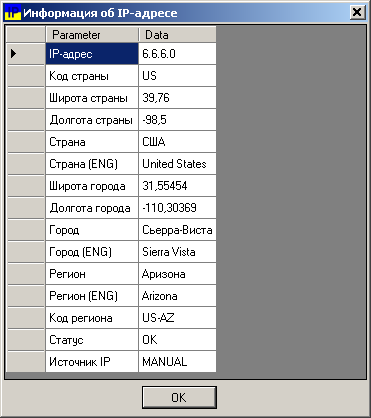 Информация об IP-адресе
Parameter Data
IP-адрес 6.6.6.0
Код страны US
Широта страны 39,76
Долгота страны -98,5
Страна США
Страна (ENG) United States
Широта города 31,55454
Долгота города -110,30369
Город Сьерра-Виста
Город (ENG) Sierra Vista
Регион Аризона
Регион (ENG) Arizona
Код региона US-AZ
Статус OK
Источник IP MANUAL
OK